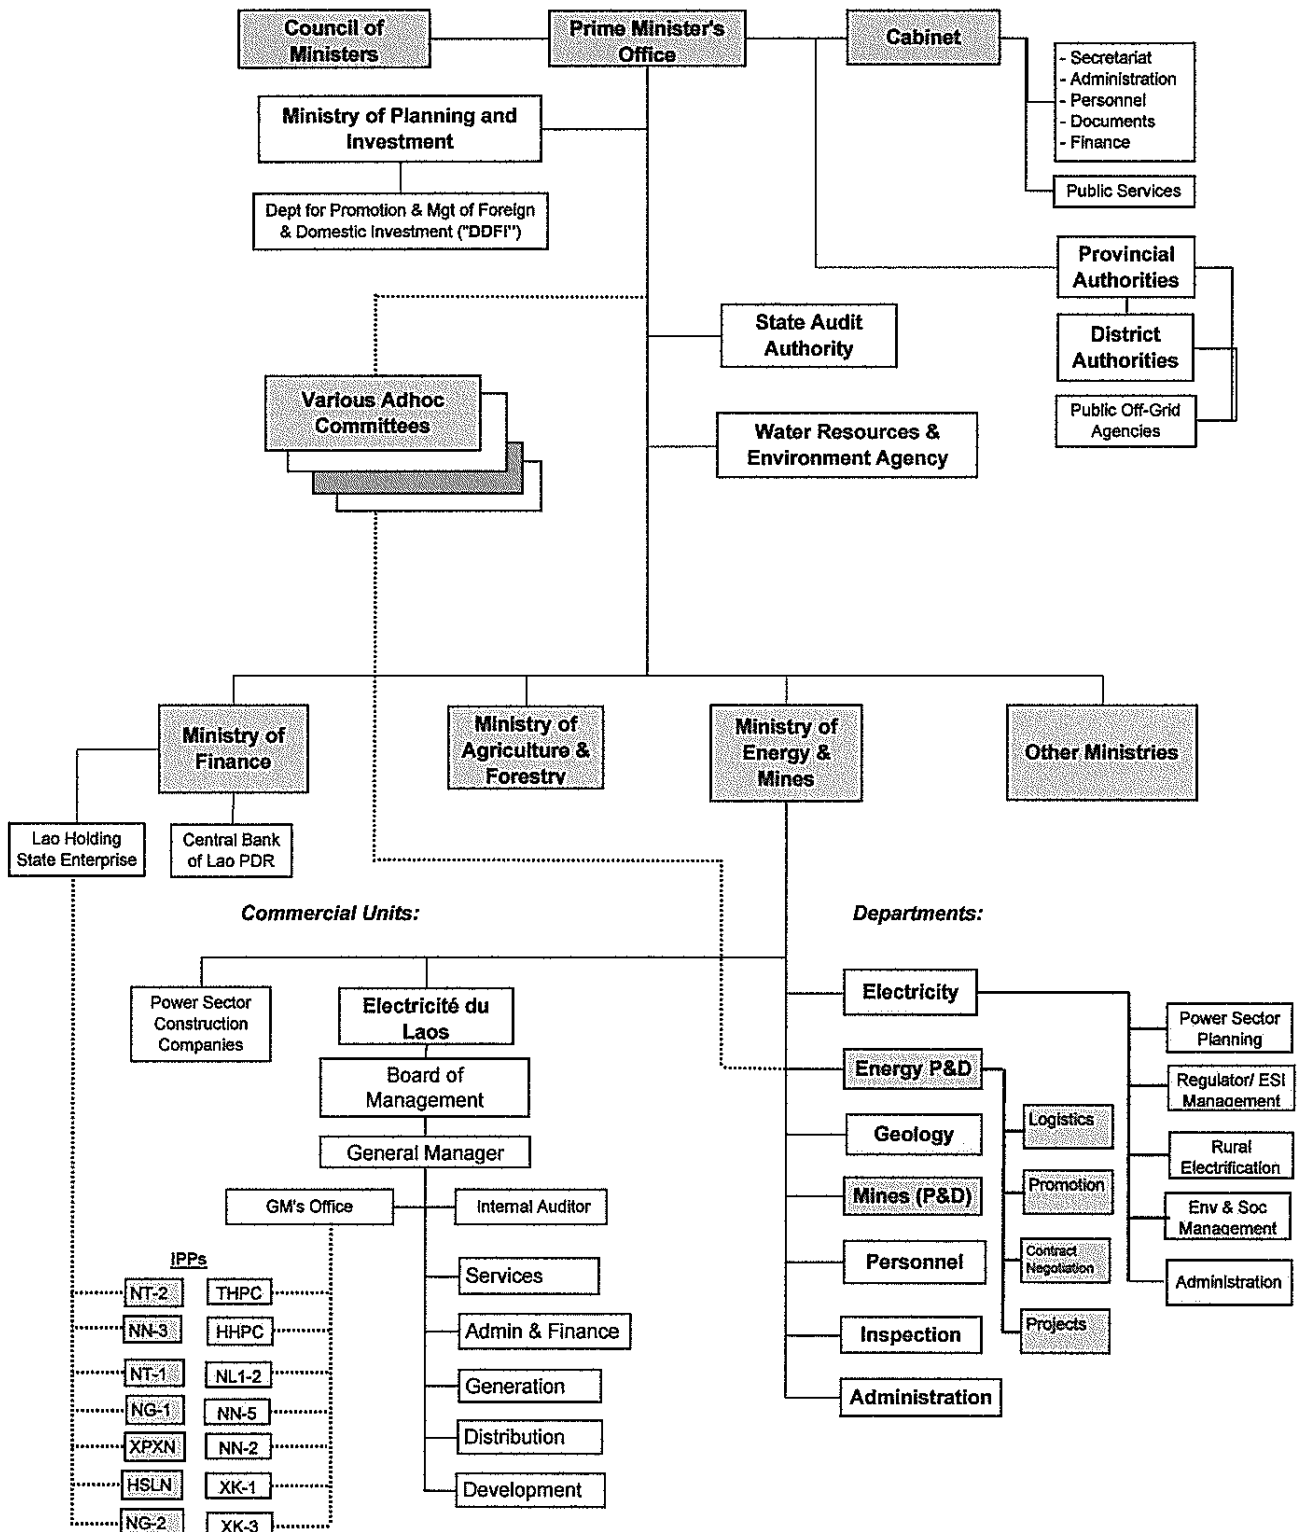 Council of
Ministers
Prime Minister's
Office
Cabinet
- Secretariat
- Administration
- Personnel
- Documents
- Finance
Public Services
Ministry of Planning and
Investment
Dept for Promotion & Mgt of Foreign
& Domestic Investment ("DDFI")
Provincial
Authorities
District
Authorities
Public Off-Grid
Agencies
State Audit
Authority
Various Adhoc
Committees
Water Resources &
Environment Agency
Ministry of
Finance
Ministry of
Agriculture &
Forestry
Ministry of
Energy &
Mines
Other Ministries
Lao Holding
State Enterprise
Central Bank
of Lao PDR
Commercial Units:
Departments:
Power Sector
Construction
Companies
Electricité du
Laos
Board of
Management
General Manager
GM's Office
Internal Auditor
Services
Admin & Finance
Generation
Distribution
Development
IPPs
NT-2
THPC
NN-3
HHPC
NT-1
NL1-2
NG-1
NN-5
XPXN
NN-2
HSLN
XK-1
NG-2
XK-3
Electricity
Energy P&D
Geology
Mines (P&D)
Personnel
Inspection
Administration
Logistics
Promotion
Contract
Negotiation
Projects
Power Sector
Planning
Regulator/ ESI
Management
Rural
Electrification
Env & Soc
Management
Administration